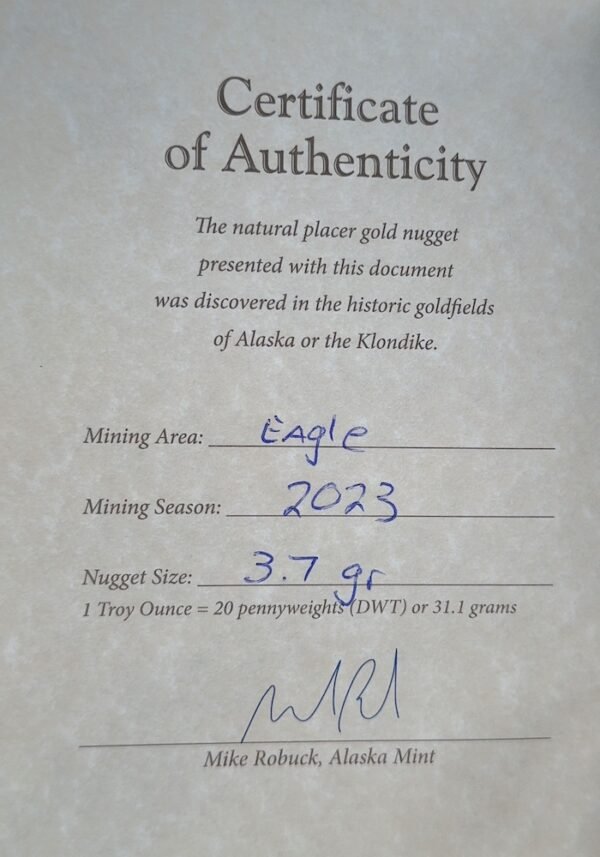 Certificate
of Authenticity
The natural placer gold nugget
presented with this document
was discovered in the historic goldfields
of Alaska or the Klondike.
Mining Area: EAglE
Mining Season: 2023
Nugget Size: 3.7 gr
1 Troy Ounce = 20 pennyweights (DWT) or 31.1 grams
Mike Robuck, Alaska Mint